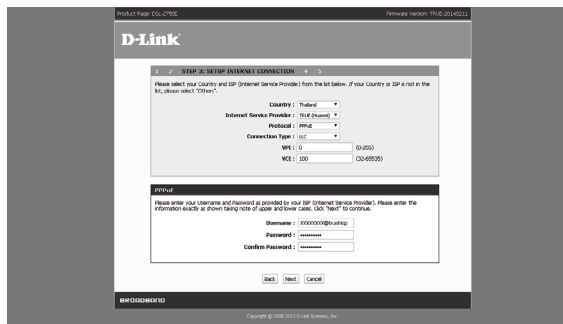 Product Page: DSL-2750E Firmware Version: TRUE-20140211
D-Link
1 2 STEP 3: SETUP INTERNET CONNECTION 4 5
Please select your Country and ISP (Internet Service Provider) from the list below. If your Country or ISP is not in the
list, please select "Others".
Country : Thailand
Internet Service Provider : TRUE (Huawei)
Protocol : PPPoE
Connection Type : LLC
VPI : 0 (0-255)
VCI : 100 (32-65535)
PPPoE
Please enter your Username and Password as provided by your ISP (Internet Service Provider). Please enter the
information exactly as shown taking note of upper and lower cases. Click "Next" to continue.
Username : XXXXXXXX@truehisp
Password : ••••••••••
Confirm Password : ••••••••••
Back Next Cancel
BROADBAND
Copyright © 2008-2012 D-Link Systems, Inc.